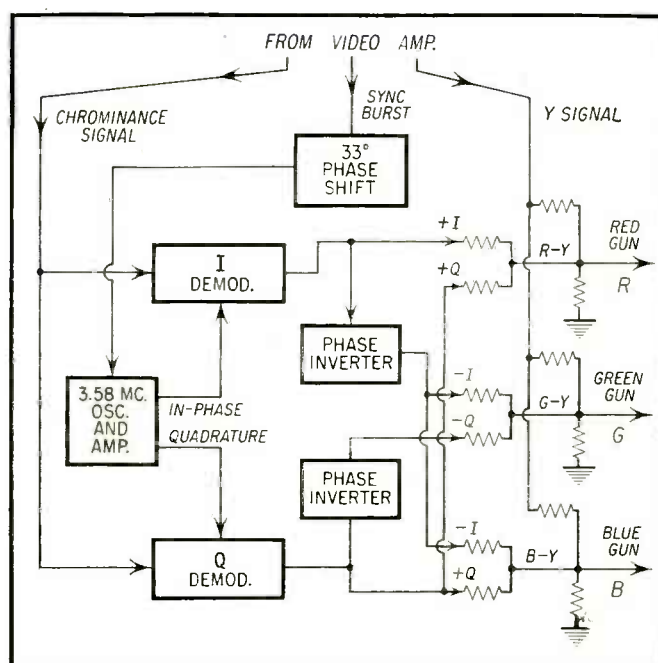 FROM VIDEO AMP.
CHROMINANCE
SIGNAL
SYNC
BURST
Y SIGNAL
33°
PHASE
SHIFT
I
DEMOD.
+I
+Q
R-Y
RED
GUN
R
PHASE
INVERTER
3.58 MC.
OSC.
AND
AMP.
IN-PHASE
QUADRATURE
-I
-Q
G-Y
GREEN
GUN
G
PHASE
INVERTER
Q
DEMOD.
-I
+Q
B-Y
BLUE
GUN
B